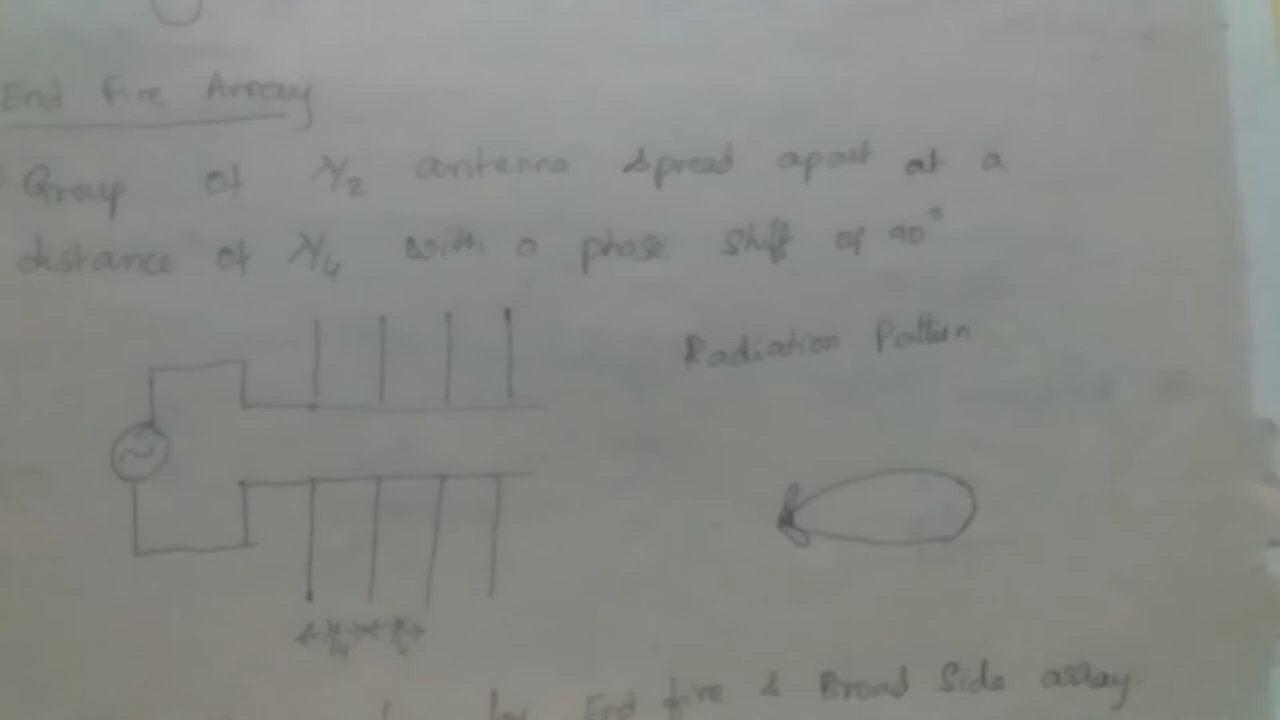 End Fire Array
Group of λ/2 antenna spread apart at a
distance of λ/4 with a phase shift of 90°
Radiation Pattern
λ/4
End fire & Broad Side array.